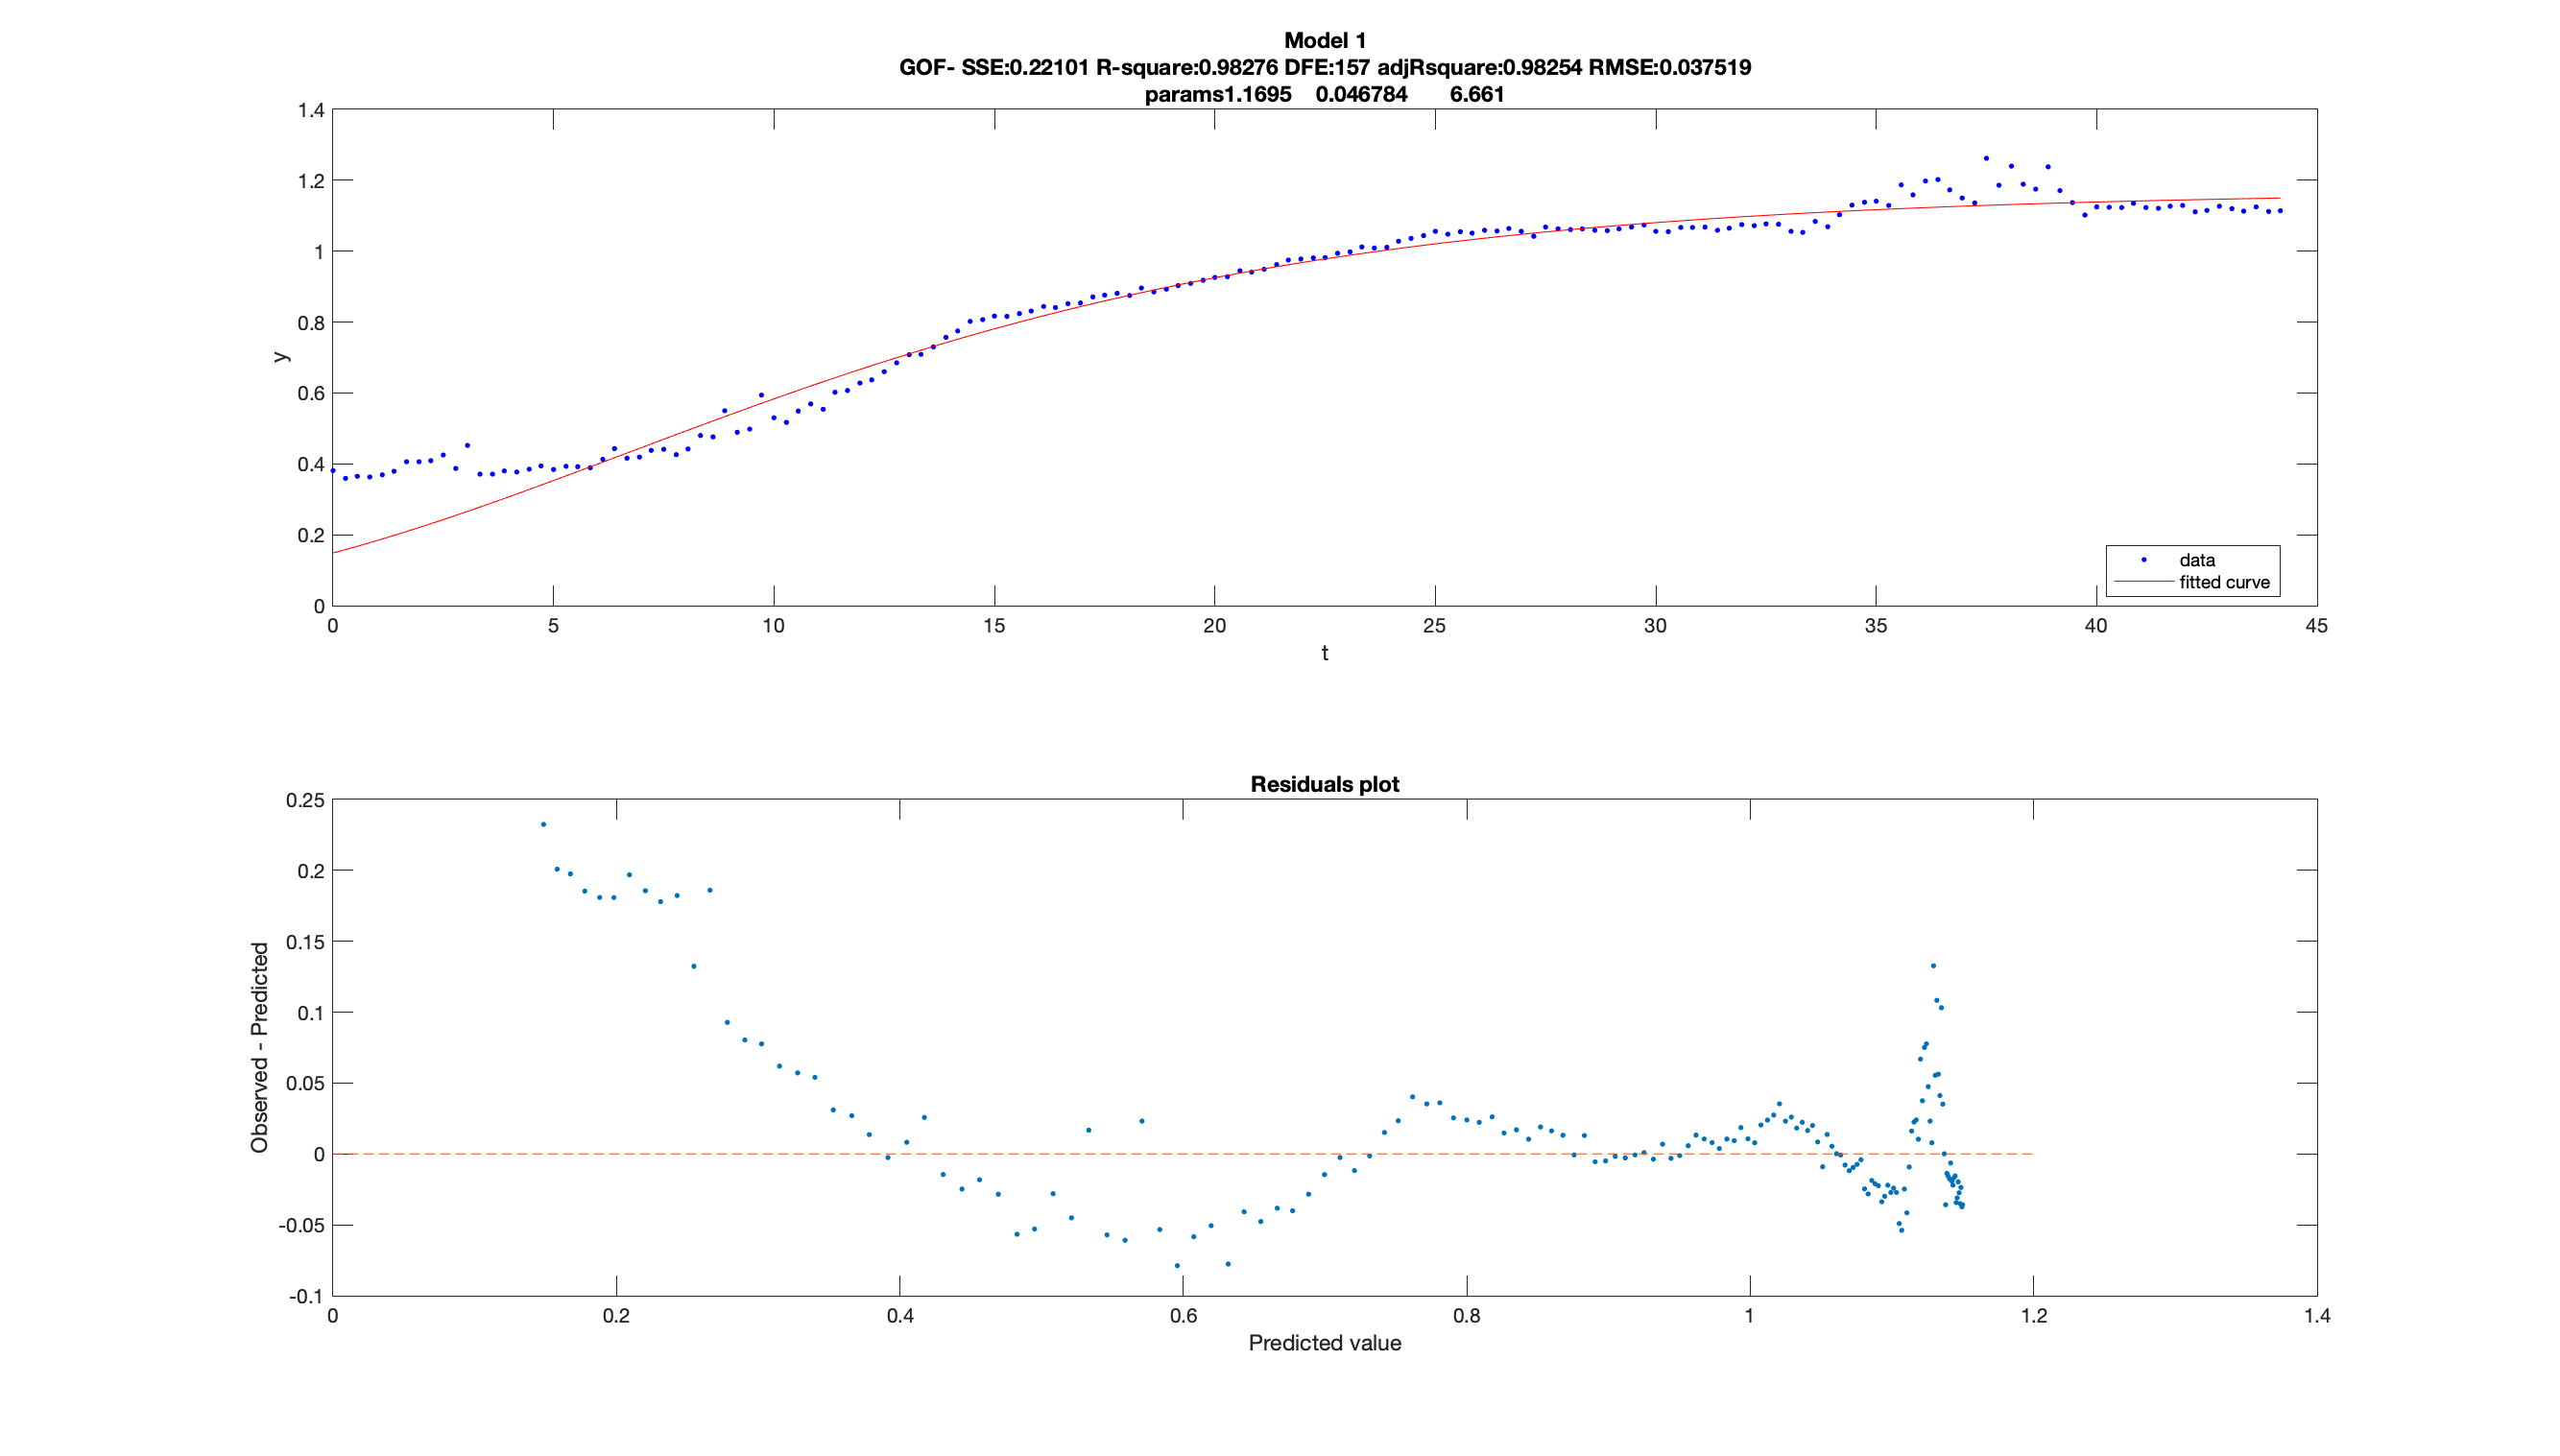 Model 1
GOF- SSE:0.22101 R-square:0.98276 DFE:157 adjRsquare:0.98254 RMSE:0.037519
params1.1695 0.046784 6.661
1.4
1.2
1
0.8
0.6
0.4
0.2
0
y
0 5 10 15 20 25 30 35 40 45
t
data
fitted curve
Residuals plot
0.25
0.2
0.15
0.1
0.05
0
-0.05
-0.1
Observed - Predicted
0 0.2 0.4 0.6 0.8 1 1.2 1.4
Predicted value